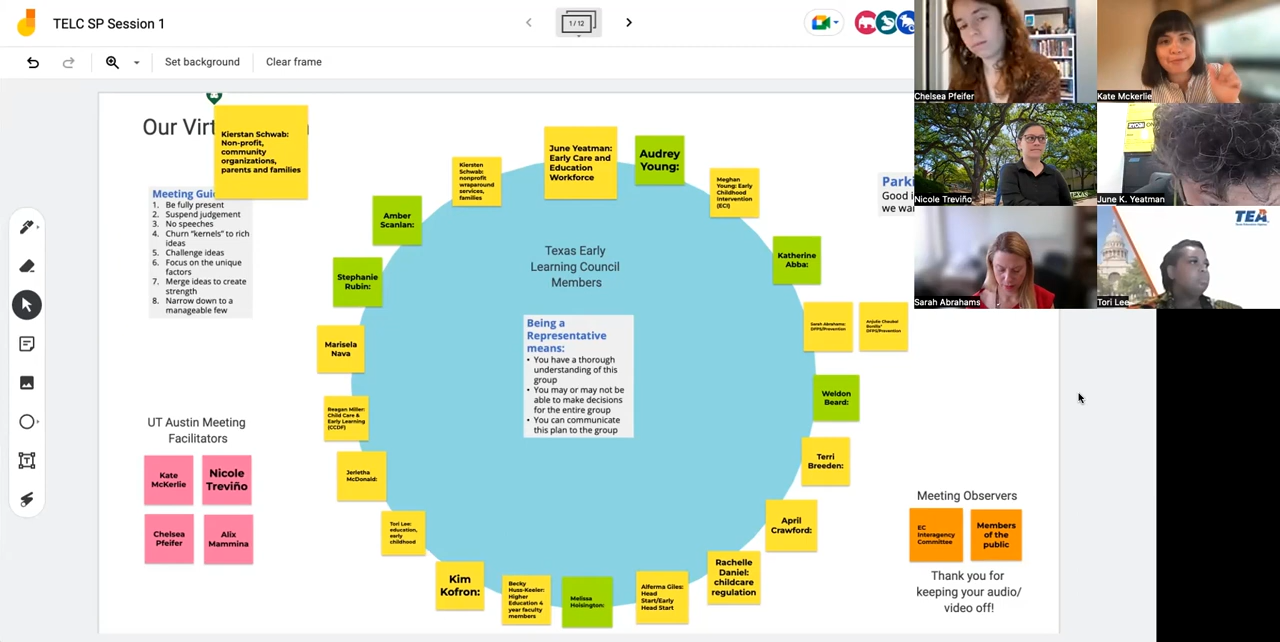 TELC SP Session 1
1 / 12
Set background
Clear frame
Our Virt
Kierstan Schwab:
Non-profit,
community
organizations,
parents and families
Meeting Gui
1. Be fully present
2. Suspend judgement
3. No speeches
4. Churn "kernels" to rich
ideas
5. Challenge ideas
6. Focus on the unique
factors
7. Merge ideas to create
strength
8. Narrow down to a
manageable few
UT Austin Meeting
Facilitators
Kate
McKerlie
Nicole
Treviño
Chelsea
Pfeifer
Alix
Mammina
Kiersten
Schwab:
nonprofit
wraparound
services,
families
June Yeatman:
Early Care and
Education
Workforce
Audrey
Young:
Meghan
Young: Early
Childhood
Intervention
(ECI)
Amber
Scanlan:
Katherine
Abba:
Stephanie
Rubin:
Sarah Abrahams:
DFPS/Prevention
DFPS/Prevention
Marisela
Nava
Weldon
Beard:
Reagan Miller:
Child Care &
Early Learning
(CCDF)
Terri
Breeden:
Jerletha
McDonald:
April
Crawford:
Tori Lee:
education,
early
childhood
Rachelle
Daniel:
childcare
regulation
Kim
Kofron:
Becky
Huss-Keeler:
Higher
Education 4
year faculty
members
Melissa
Hoisington:
Alferma Giles:
Head
Start/Early
Head Start
Texas Early
Learning Council
Members
Being a
Representative
means:
• You have a thorough
understanding of this
group
• You may or may not be
able to make decisions
for the entire group
• You can communicate
this plan to the group
Parki
Good i
we wan
Meeting Observers
EC
Interagency
Committee
Members
of the
public
Thank you for
keeping your audio/
video off!
Chelsea Pfeifer
Kate Mckerlie
Nicole Treviño
TEXAS
RYOBI
June K. Yeatman
Sarah Abrahams
TEA
Tori Lee